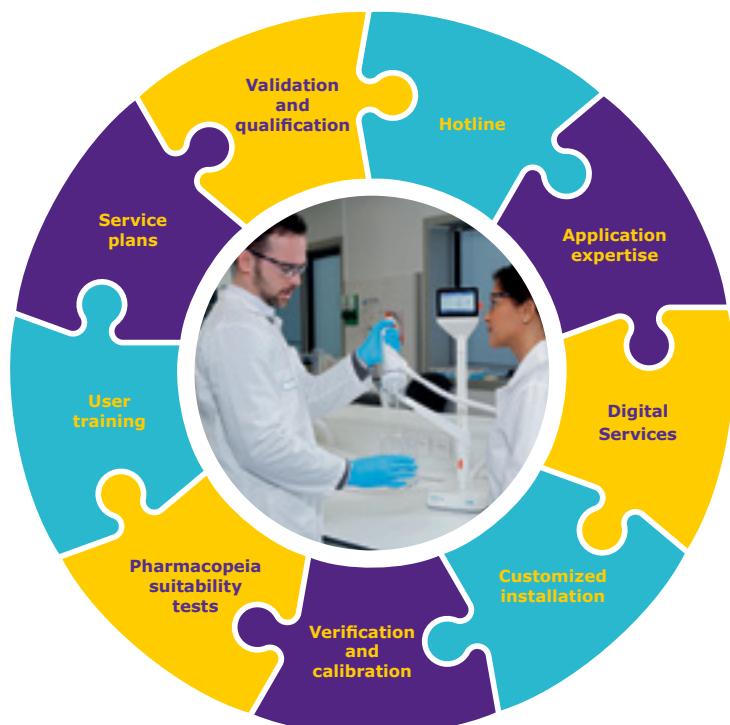 Validation
and
qualification
Hotline
Application
expertise
Digital
Services
Customized
installation
Verification
and
calibration
Pharmacopeia
suitability
tests
User
training
Service
plans